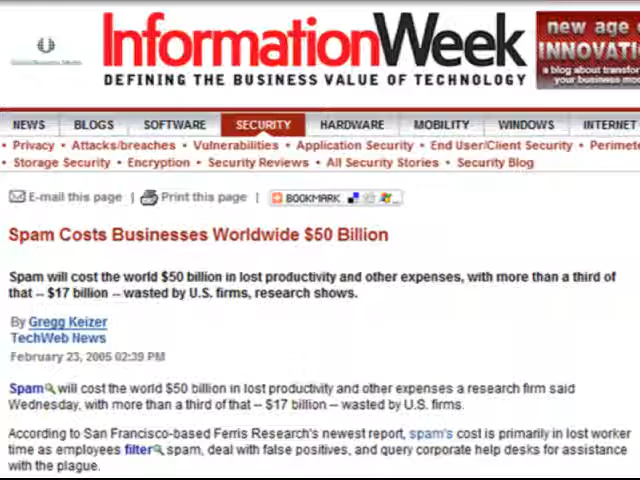 InformationWeek
DEFINING THE BUSINESS VALUE OF TECHNOLOGY
new age of
INNOVATI
a blog about transfor
your business mo
NEWS BLOGS SOFTWARE SECURITY HARDWARE MOBILITY WINDOWS INTERNET
• Privacy • Attacks/breaches • Vulnerabilities • Application Security • End User/Client Security • Perimete
• Storage Security • Encryption • Security Reviews • All Security Stories • Security Blog
E-mail this page | Print this page | BOOKMARK
Spam Costs Businesses Worldwide $50 Billion
Spam will cost the world $50 billion in lost productivity and other expenses, with more than a third of
that -- $17 billion -- wasted by U.S. firms, research shows.
By Gregg Keizer
TechWeb News
February 23, 2005 02:39 PM
Spam will cost the world $50 billion in lost productivity and other expenses a research firm said
Wednesday, with more than a third of that -- $17 billion -- wasted by U.S. firms.
According to San Francisco-based Ferris Research's newest report, spam's cost is primarily in lost worker
time as employees filter spam, deal with false positives, and query corporate help desks for assistance
with the plague.